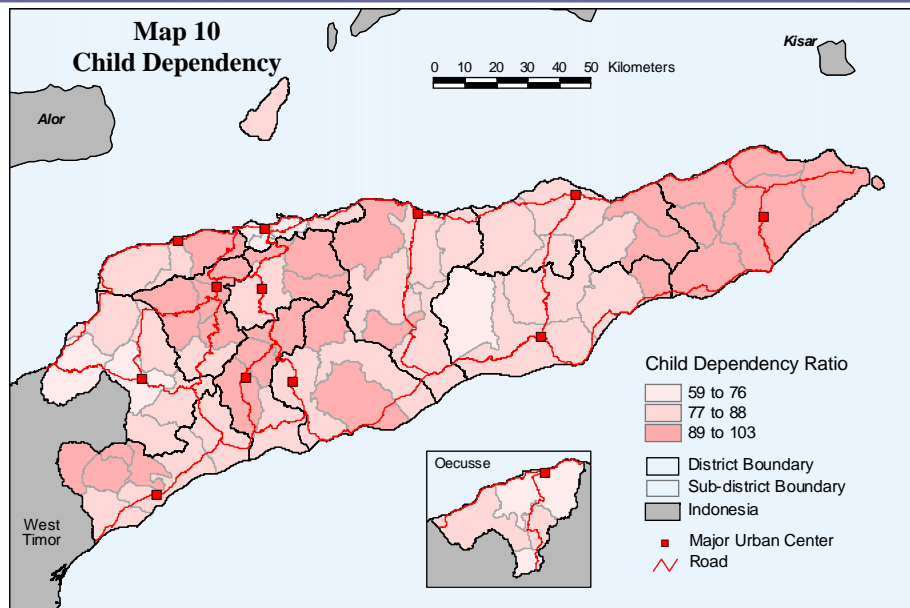 Map 10
Child Dependency
Kisar
0 10 20 30 40 50 Kilometers
Alor
Child Dependency Ratio
59 to 76
77 to 88
89 to 103
District Boundary
Sub-district Boundary
Indonesia
Major Urban Center
Road
Oecusse
West
Timor